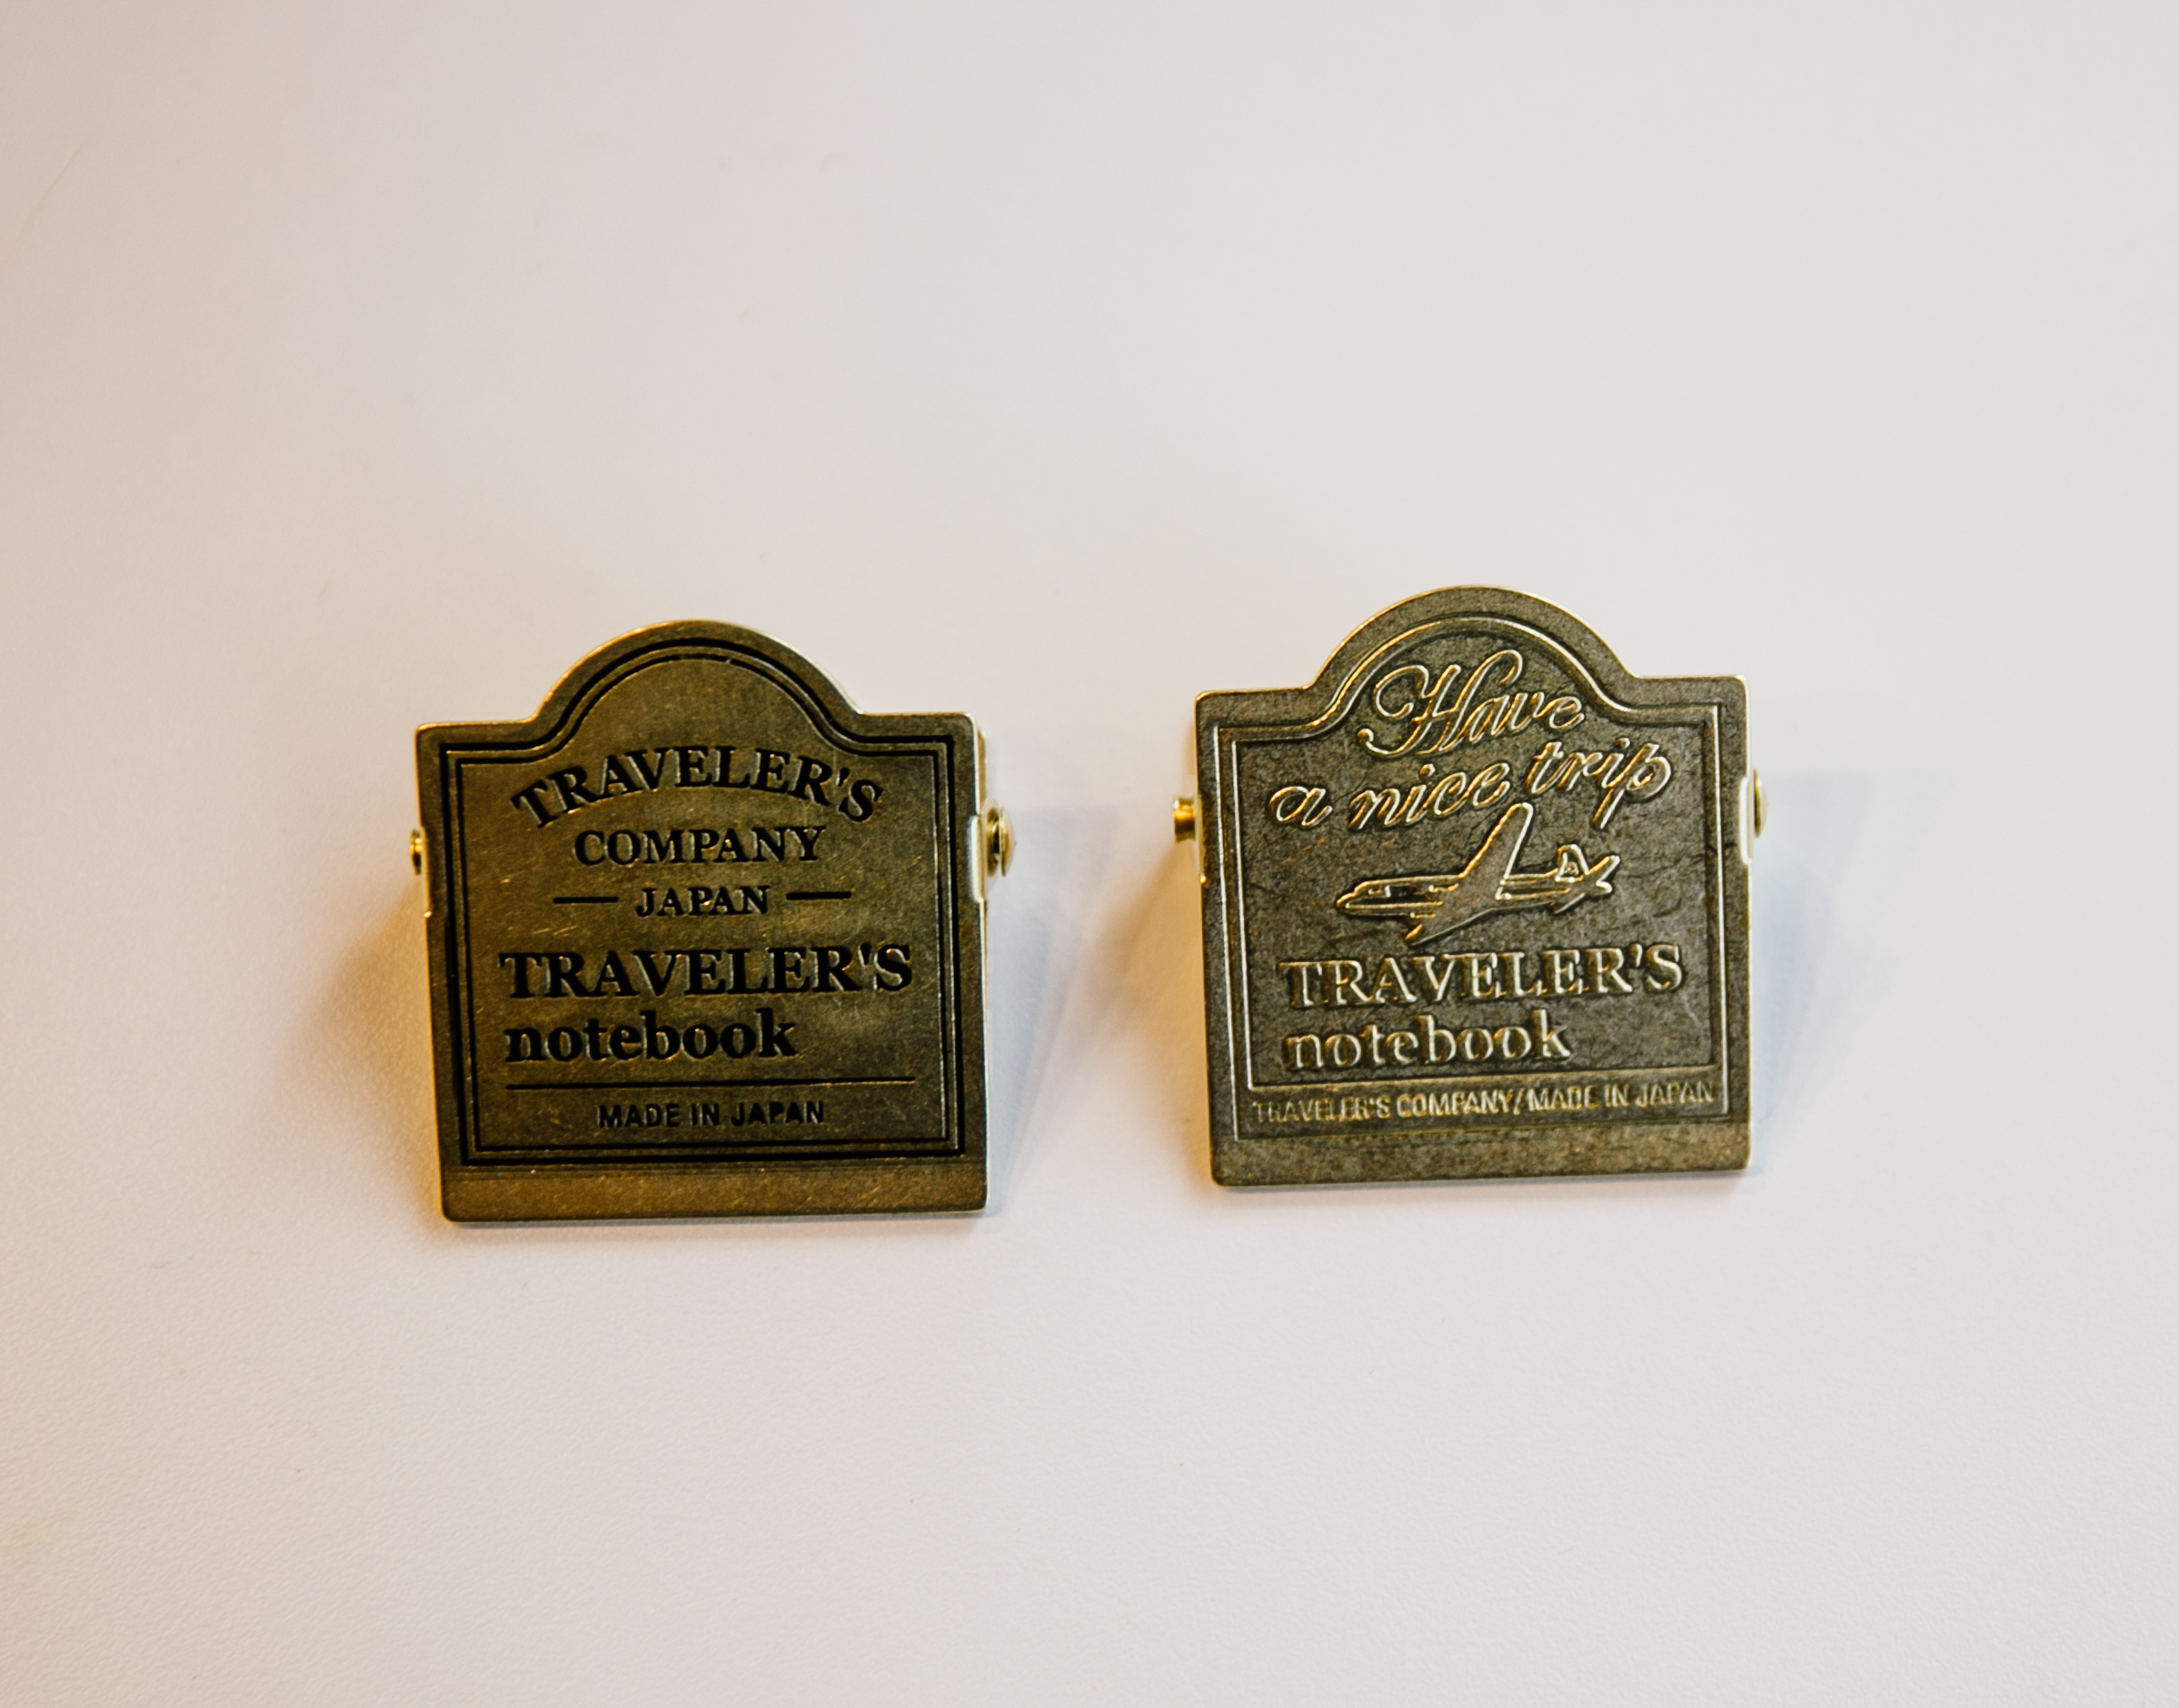 TRAVELER'S
COMPANY
JAPAN
TRAVELER'S
notebook
MADE IN JAPAN
Have
a nice trip
TRAVELER'S
notebook
TRAVELER'S COMPANY/MADE IN JAPAN